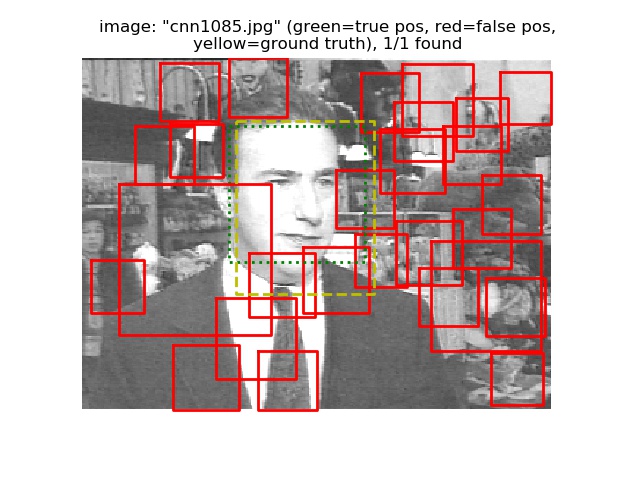 image: "cnn1085.jpg" (green=true pos, red=false pos,
yellow=ground truth), 1/1 found